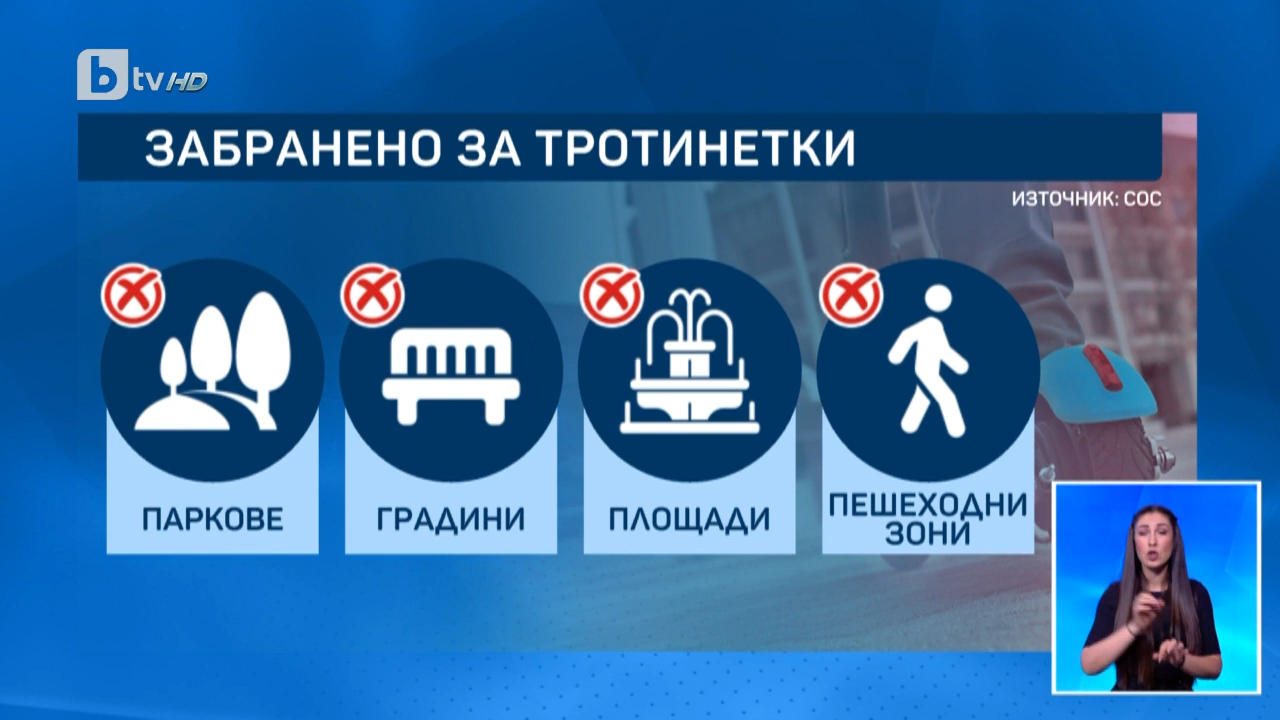 btv HD
ЗАБРАНЕНО ЗА ТРОТИНЕТКИ
ИЗТОЧНИК: СОС
ПАРКОВЕ
ГРАДИНИ
ПЛОЩАДИ
ПЕШЕХОДНИ
ЗОНИ